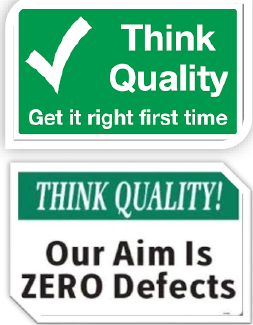 Think
Quality
Get it right first time
THINK QUALITY!
Our Aim Is
ZERO Defects